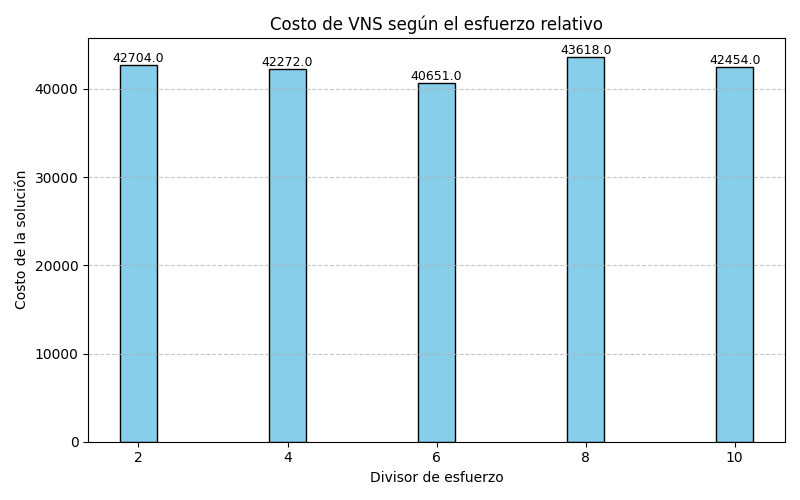 Costo de VNS según el esfuerzo relativo
42704.0
42272.0
40651.0
43618.0
42454.0
Costo de la solución
40000
30000
20000
10000
0
2 4 6 8 10
Divisor de esfuerzo